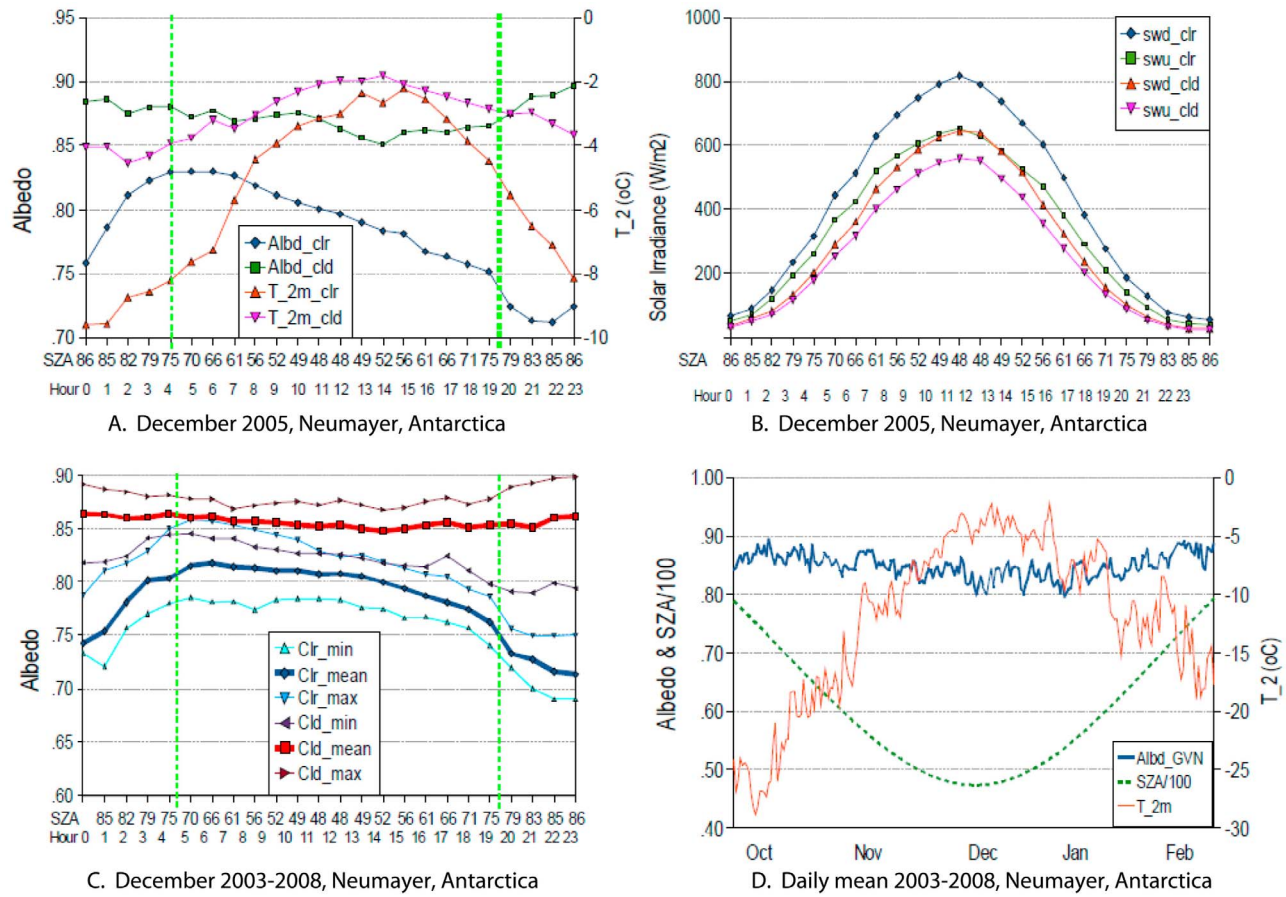 .95
.90
.85
.80
.75
.70
Albedo
0
-2
-4
-6
-8
-10
T_2 (oC)
Albd_clr
Albd_cld
T_2m_clr
T_2m_cld
SZA 86 85 82 79 75 70 66 61 56 52 49 48 48 49 52 56 61 66 71 75 79 83 85 86
Hour 0 1 2 3 4 5 6 7 8 9 10 11 12 13 14 15 16 17 18 19 20 21 22 23
A. December 2005, Neumayer, Antarctica
1000
800
600
400
200
Solar Irradiance (W/m2)
swd_clr
swu_clr
swd_cld
swu_cld
SZA 86 85 82 79 75 70 66 61 56 52 49 48 49 52 56 61 66 71 75 79 83 85 86
Hour 0 1 2 3 4 5 6 7 8 9 10 11 12 14 15 16 17 18 19 20 21 22 23
B. December 2005, Neumayer, Antarctica
.90
.85
.80
.75
.70
.65
.60
Albedo
Clr_min
Clr_mean
Clr_max
Cld_min
Cld_mean
Cld_max
SZA 85 82 79 75 70 66 61 59 52 49 48 48 49 52 56 61 66 71 75 79 83 85 86
Hour 0 1 2 3 4 5 6 7 8 9 10 11 12 13 14 15 16 17 18 19 20 21 22 23
C. December 2003-2008, Neumayer, Antarctica
1.00
.90
.80
.70
.60
.50
.40
Albedo & SZA/100
0
-5
-10
-15
-20
-25
-30
T_2 (oC)
Albd_GVN
SZA/100
T_2m
Oct Nov Dec Jan Feb
D. Daily mean 2003-2008, Neumayer, Antarctica